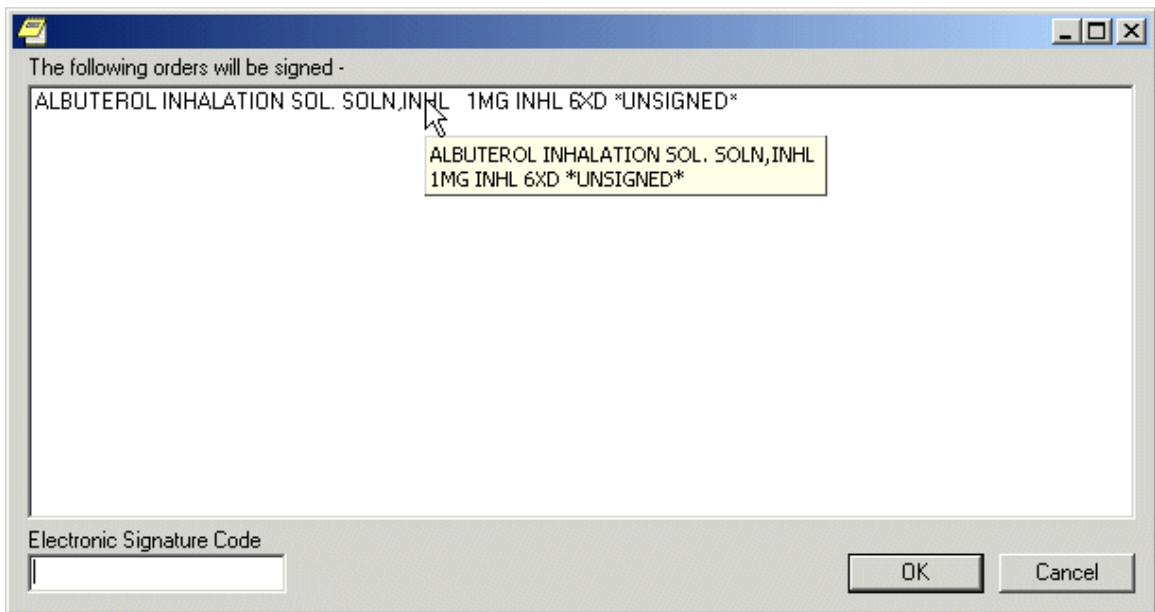 The following orders will be signed -
ALBUTEROL INHALATION SOL. SOLN,INHL 1MG INHL 6XD *UNSIGNED*
ALBUTEROL INHALATION SOL. SOLN,INHL
1MG INHL 6XD *UNSIGNED*
Electronic Signature Code
OK Cancel